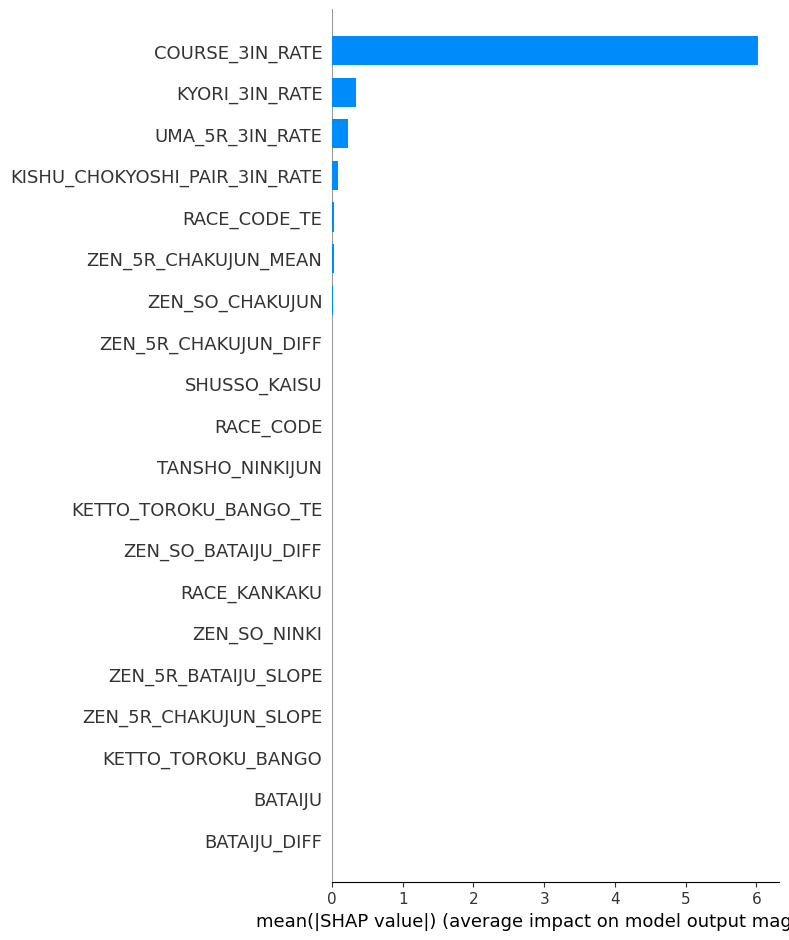 COURSE_3IN_RATE
KYORI_3IN_RATE
UMA_5R_3IN_RATE
KISHU_CHOKYOSHI_PAIR_3IN_RATE
RACE_CODE_TE
ZEN_5R_CHAKUJUN_MEAN
ZEN_SO_CHAKUJUN
ZEN_5R_CHAKUJUN_DIFF
SHUSSO_KAISU
RACE_CODE
TANSHO_NINKIJUN
KETTO_TOROKU_BANGO_TE
ZEN_SO_BATAIJU_DIFF
RACE_KANKAKU
ZEN_SO_NINKI
ZEN_5R_BATAIJU_SLOPE
ZEN_5R_CHAKUJUN_SLOPE
KETTO_TOROKU_BANGO
BATAIJU
BATAIJU_DIFF
0 1 2 3 4 5 6
mean(|SHAP value|) (average impact on model output mag